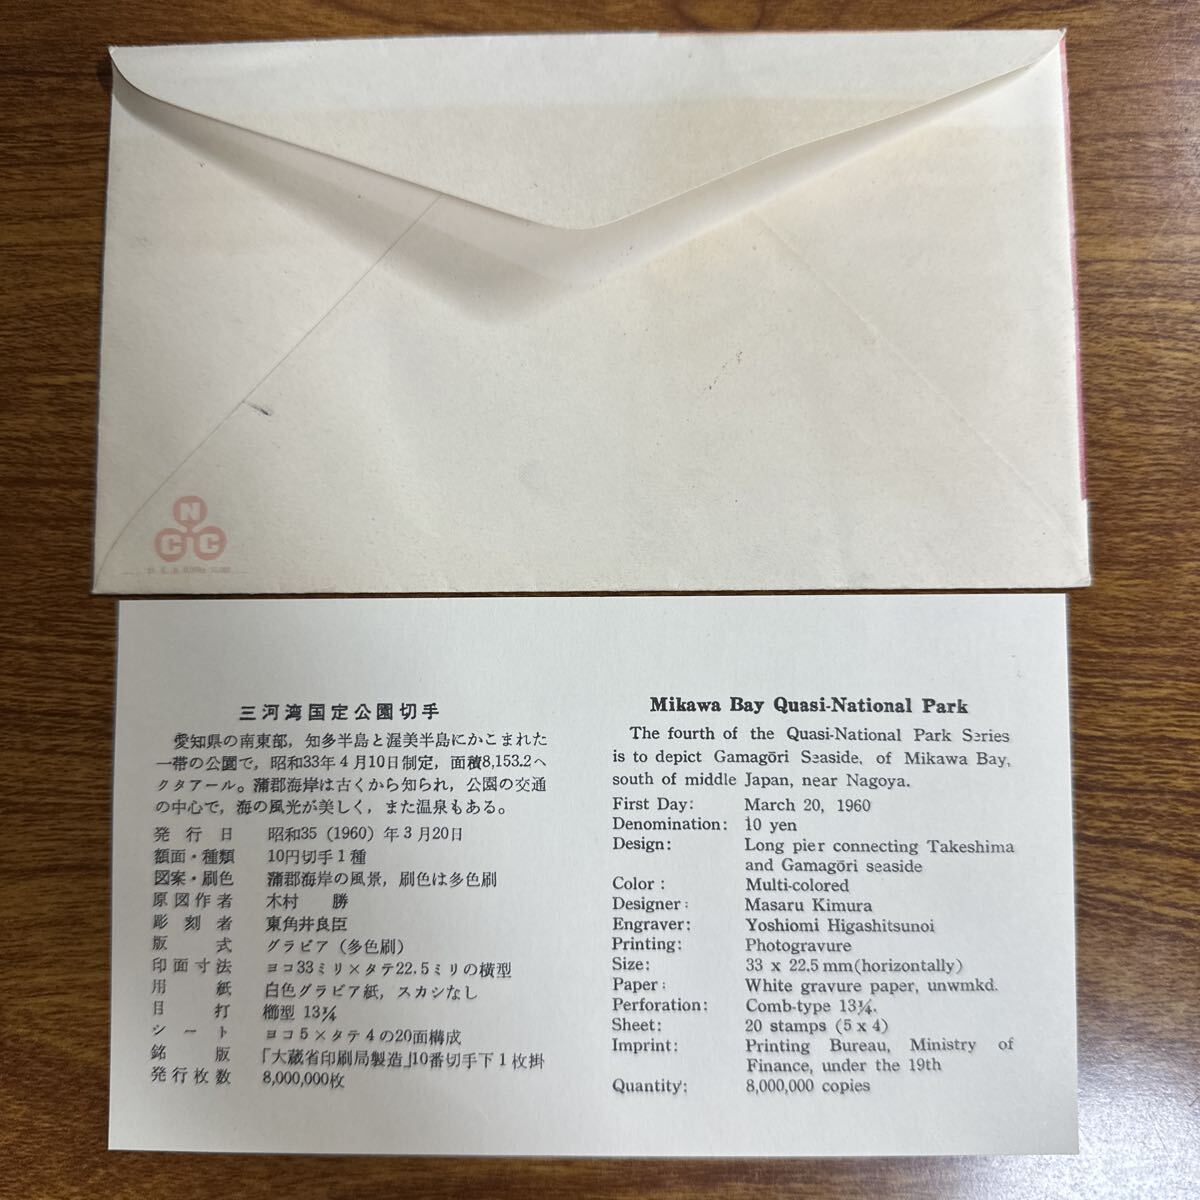 N
C C
三河湾国定公園切手
愛知県の南東部，知多半島と渥美半島にかこまれた
一帯の公園で，昭和33年4月10日制定，面積8,153.2ヘ
クタアール。蒲郡海岸は古くから知られ，公園の交通
の中心で，海の風光が美しく，また温泉もある。
発行日 昭和35（1960）年3月20日
額面・種類 10円切手1種
図案・刷色 蒲郡海岸の風景，刷色は多色刷
原図作者 木村 勝
彫刻者 東角井良臣
版式 グラビア（多色刷）
印面寸法 ヨコ33ミリ×タテ22.5ミリの横型
用紙 白色グラビア紙，スカシなし
目打 櫛型 13¼
シート ヨコ5×タテ4の20面構成
銘版 「大蔵省印刷局製造」10番切手下1枚掛
発行枚数 8,000,000枚
Mikawa Bay Quasi-National Park
The fourth of the Quasi-National Park Series
is to depict Gamagōri Seaside, of Mikawa Bay,
south of middle Japan, near Nagoya.
First Day: March 20, 1960
Denomination: 10 yen
Design: Long pier connecting Takeshima
and Gamagōri seaside
Color: Multi-colored
Designer: Masaru Kimura
Engraver: Yoshiomi Higashitsunoi
Printing: Photogravure
Size: 33 x 22.5 mm (horizontally)
Paper: White gravure paper, unwmkd.
Perforation: Comb-type 13¼.
Sheet: 20 stamps (5 x 4)
Imprint: Printing Bureau, Ministry of
Finance, under the 19th
Quantity: 8,000,000 copies